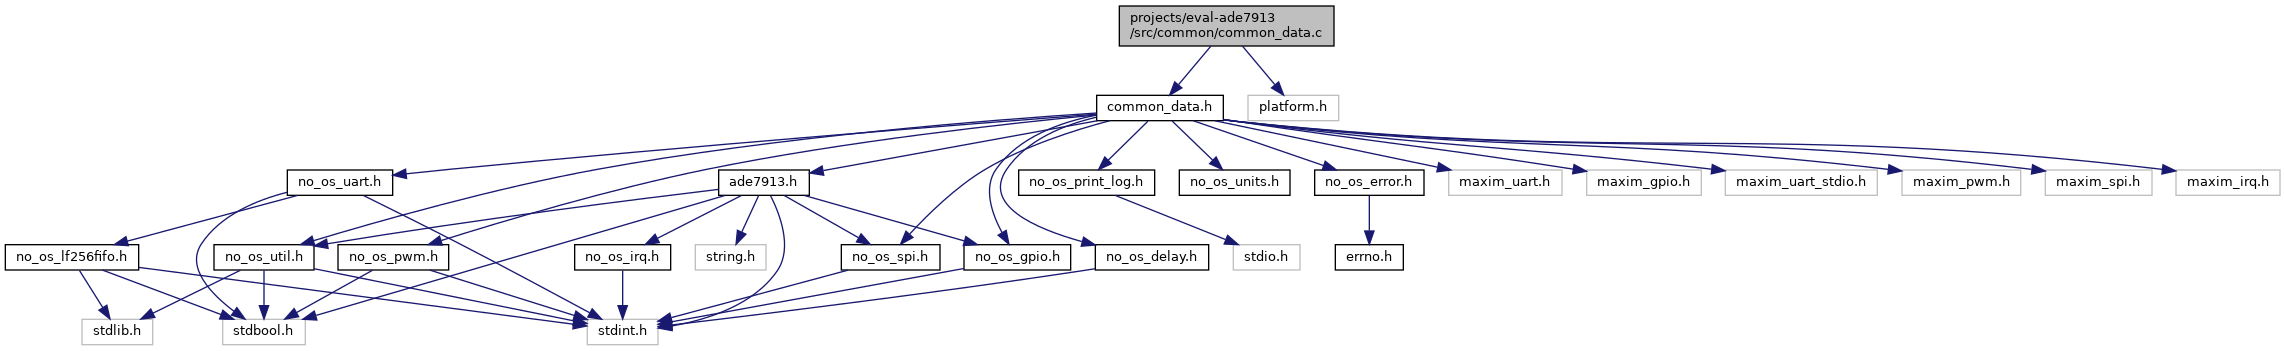 projects/eval-ade7913
/src/common/common_data.c
common_data.h
platform.h
no_os_uart.h
ade7913.h
no_os_print_log.h
no_os_units.h
no_os_error.h
maxim_uart.h
maxim_gpio.h
maxim_uart_stdio.h
maxim_pwm.h
maxim_spi.h
maxim_irq.h
no_os_lf256fifo.h
no_os_util.h
no_os_pwm.h
no_os_irq.h
string.h
no_os_spi.h
no_os_gpio.h
no_os_delay.h
stdio.h
errno.h
stdlib.h
stdbool.h
stdint.h